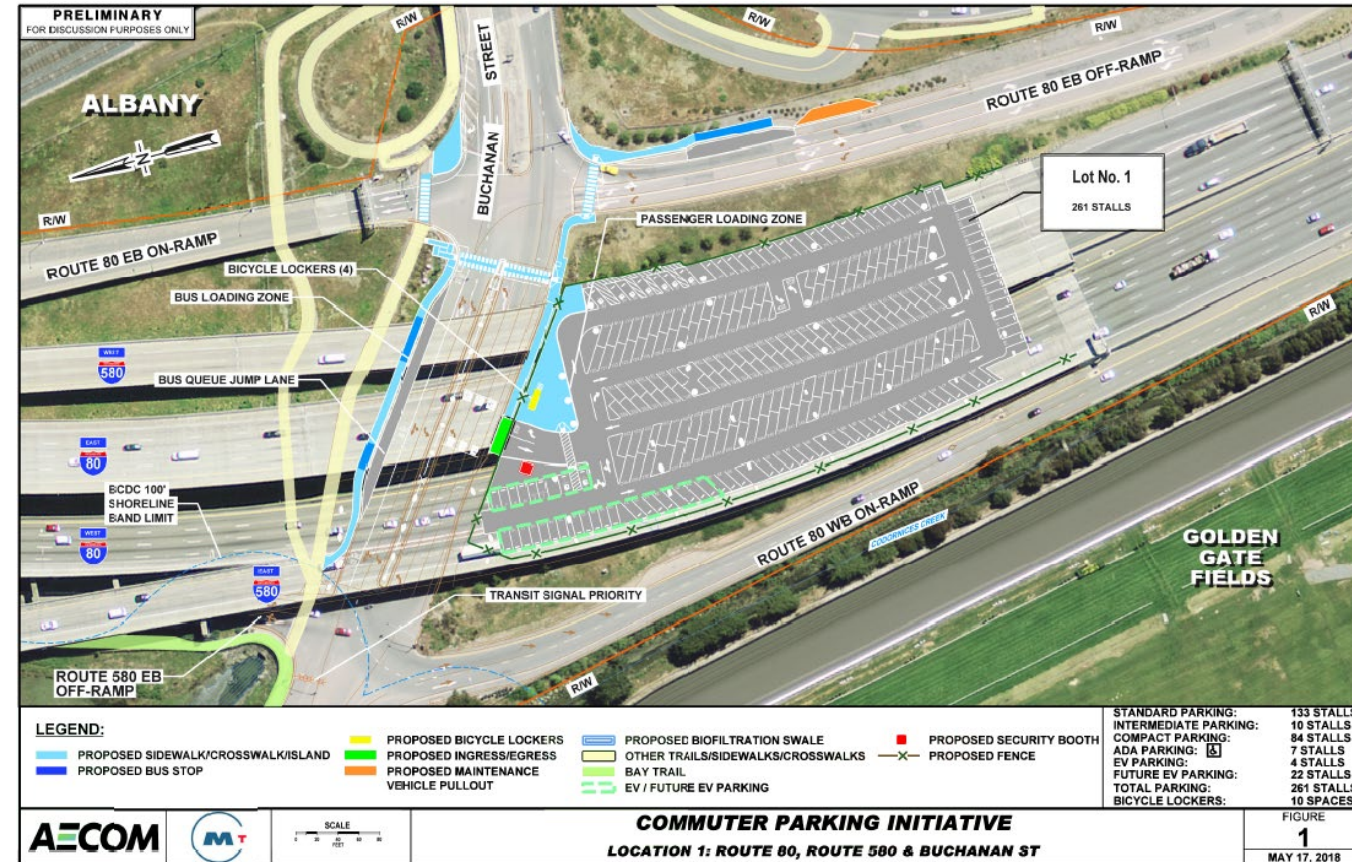 PRELIMINARY
FOR DISCUSSION PURPOSES ONLY
ALBANY
N
R/W
R/W
R/W
BUCHANAN STREET
BUCHANAN
ROUTE 80 EB OFF-RAMP
Lot No. 1
261 STALLS
R/W
ROUTE 80 EB ON-RAMP
PASSENGER LOADING ZONE
BICYCLE LOCKERS (4)
BUS LOADING ZONE
WEST
580
BUS QUEUE JUMP LANE
EAST
80
BCDC 100'
SHORELINE
BAND LIMIT
WEST
80
EAST
580
TRANSIT SIGNAL PRIORITY
ROUTE 80 WB ON-RAMP
CODORNICES CREEK
GOLDEN
GATE
FIELDS
ROUTE 580 EB
OFF-RAMP
R/W
LEGEND:
PROPOSED SIDEWALK/CROSSWALK/ISLAND
PROPOSED BUS STOP
PROPOSED BICYCLE LOCKERS
PROPOSED INGRESS/EGRESS
PROPOSED MAINTENANCE
VEHICLE PULLOUT
PROPOSED BIOFILTRATION SWALE
OTHER TRAILS/SIDEWALKS/CROSSWALKS
BAY TRAIL
EV / FUTURE EV PARKING
PROPOSED SECURITY BOOTH
PROPOSED FENCE
STANDARD PARKING: 133 STALLS
INTERMEDIATE PARKING: 10 STALLS
COMPACT PARKING: 84 STALLS
ADA PARKING: 7 STALLS
EV PARKING: 4 STALLS
FUTURE EV PARKING: 22 STALLS
TOTAL PARKING: 261 STALLS
BICYCLE LOCKERS: 10 SPACES
AECOM
MT
SCALE
FEET
COMMUTER PARKING INITIATIVE
LOCATION 1: ROUTE 80, ROUTE 580 & BUCHANAN ST
FIGURE
1
MAY 17, 2018